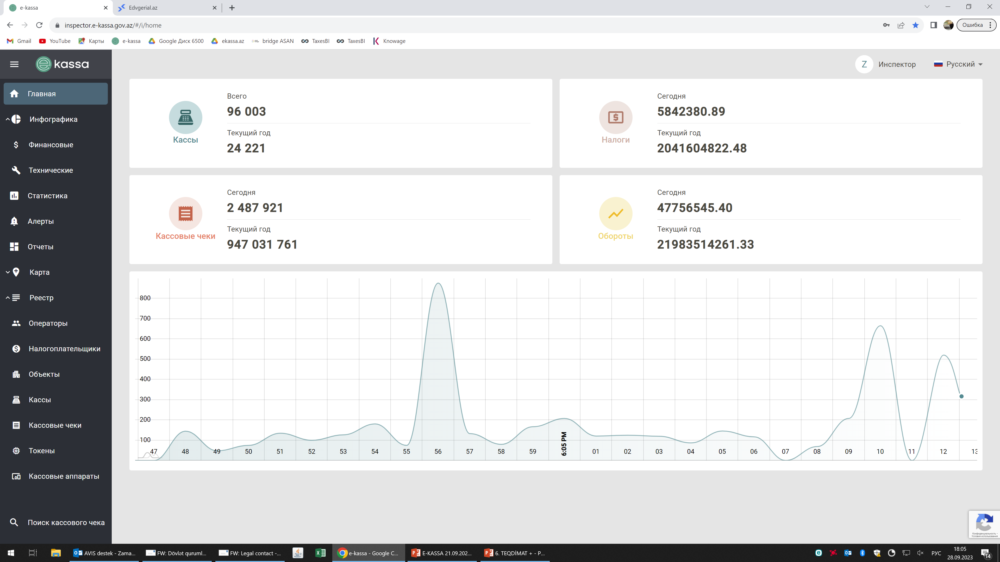 e-kassa
Edvgerial.az
inspector.e-kassa.gov.az/#/i/home
Ошибка
Gmail
YouTube
Карты
e-kassa
Google Диск 6500
ekassa.az
bridge ASAN
TaxesBI
TaxesBI
Knowage
e kassa
Z
Инспектор
Русский
Главная
Инфографика
Финансовые
Технические
Статистика
Алерты
Отчеты
Карта
Реестр
Операторы
Налогоплательщики
Объекты
Кассы
Кассовые чеки
Токены
Кассовые аппараты
Поиск кассового чека
Кассы
Всего
96 003
Текущий год
24 221
Налоги
Сегодня
5842380.89
Текущий год
2041604822.48
Кассовые чеки
Сегодня
2 487 921
Текущий год
947 031 761
Обороты
Сегодня
47756545.40
Текущий год
21983514261.33
800
700
600
500
400
300
200
100
47 48 49 50 51 52 53 54 55 56 57 58 59 6:05 PM 01 02 03 04 05 06 07 08 09 10 11 12 13
Конфиденциальность -
Условия использования
AVIS destek - Zama...
FW: Dövlət quruml...
FW: Legal contact -...
e-kassa - Google C...
E-KASSA 21.09.202...
6. TEQDİMAT + - P...
РУС
18:05
28.09.2023
14